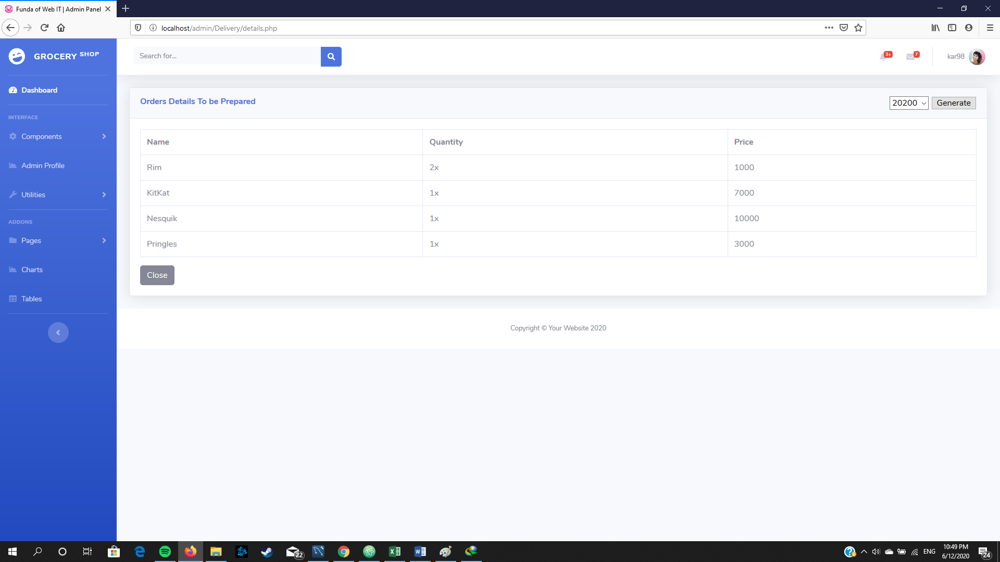 Funda of Web IT | Admin Panel
localhost/admin/Delivery/details.php
GROCERY SHOP
Search for...
3+
7
kar98
Dashboard
INTERFACE
Components
Admin Profile
Utilities
ADDONS
Pages
Charts
Tables
Orders Details To be Prepared
20200
Generate
Name Quantity Price
Rim 2x 1000
KitKat 1x 7000
Nesquik 1x 10000
Pringles 1x 3000
Close
Copyright © Your Website 2020
22
ENG
10:49 PM
6/12/2020
24